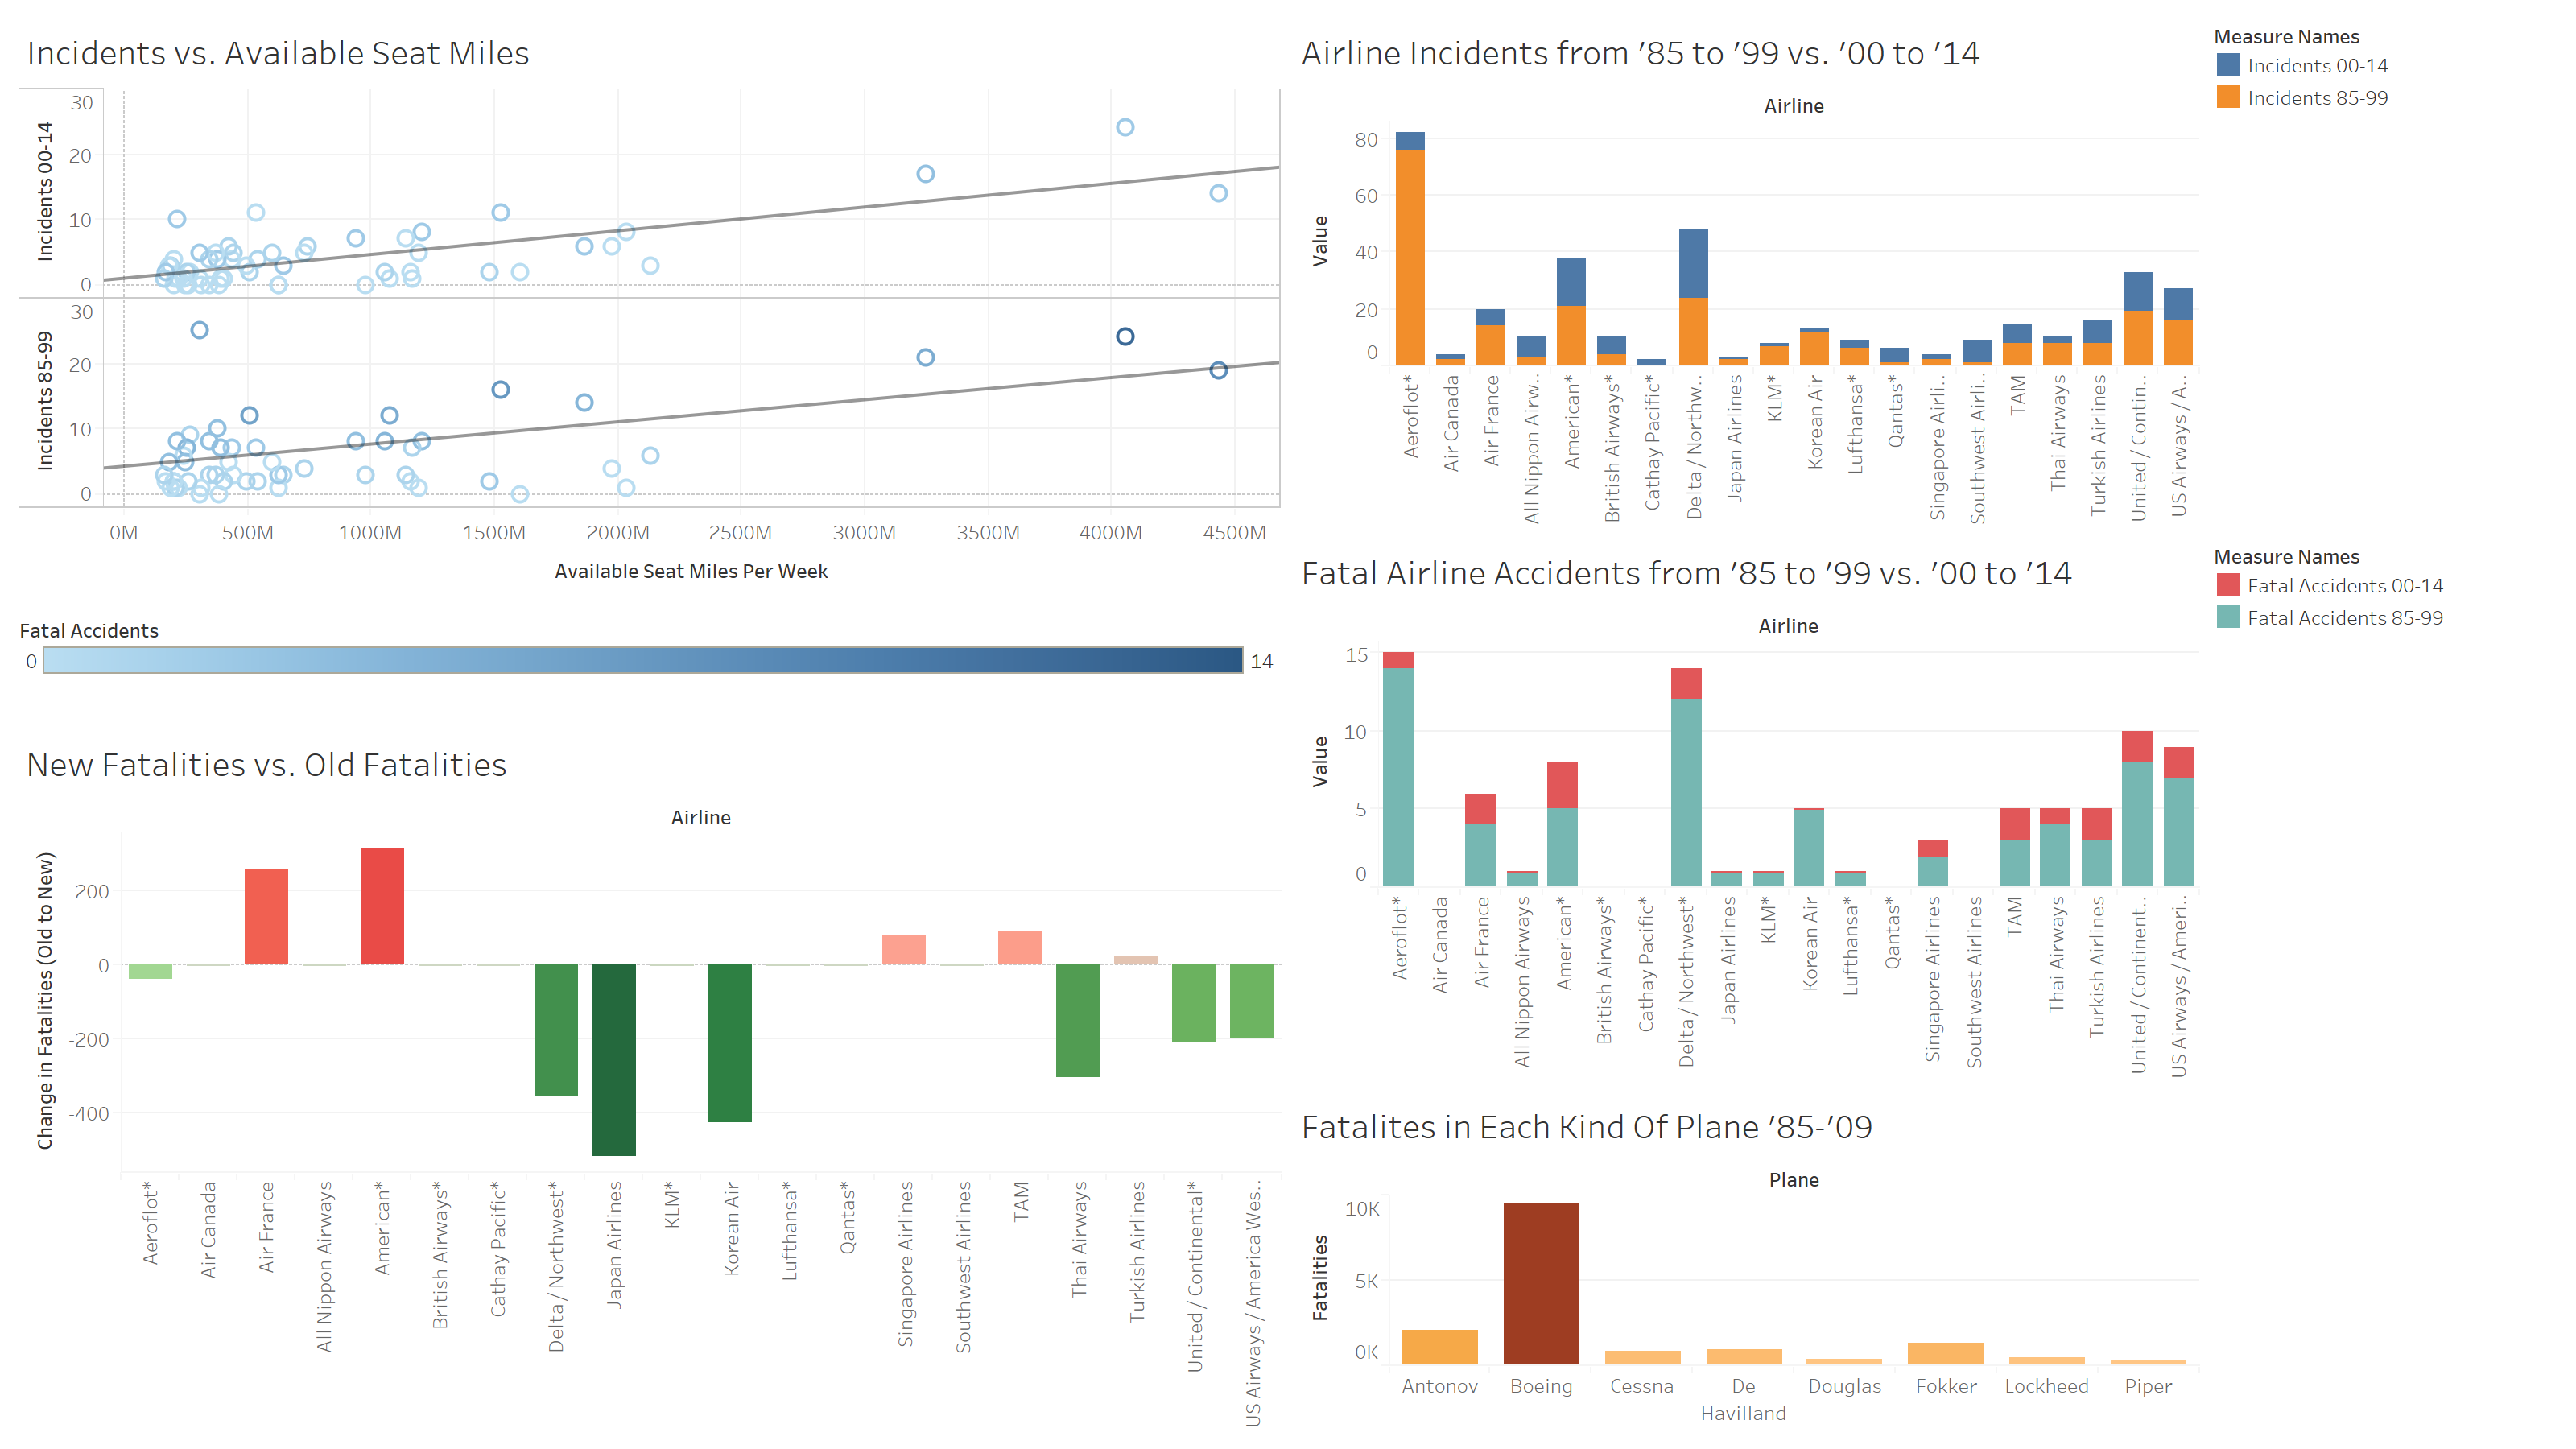 Incidents vs. Available Seat Miles
30
20
10
0
Incidents 00-14
30
20
10
0
Incidents 85-99
0M 500M 1000M 1500M 2000M 2500M 3000M 3500M 4000M 4500M
Available Seat Miles Per Week
Fatal Accidents
0 14
New Fatalities vs. Old Fatalities
Airline
Change in Fatalities (Old to New)
200
0
-200
-400
Aeroflot*
Air Canada
Air France
All Nippon Airways
American*
British Airways*
Cathay Pacific*
Delta / Northwest*
Japan Airlines
KLM*
Korean Air
Lufthansa*
Qantas*
Singapore Airlines
Southwest Airlines
TAM
Thai Airways
Turkish Airlines
United / Continental*
US Airways / America Wes..
Airline Incidents from '85 to '99 vs. '00 to '14
Airline
Value
80
60
40
20
0
Aeroflot*
Air Canada
Air France
All Nippon Airw..
American*
British Airways*
Cathay Pacific*
Delta / Northw..
Japan Airlines
KLM*
Korean Air
Lufthansa*
Qantas*
Singapore Airli..
Southwest Airli..
TAM
Thai Airways
Turkish Airlines
United / Contin..
US Airways / A..
Measure Names
Incidents 00-14
Incidents 85-99
Fatal Airline Accidents from '85 to '99 vs. '00 to '14
Airline
Value
15
10
5
0
Aeroflot*
Air Canada
Air France
All Nippon Airways
American*
British Airways*
Cathay Pacific*
Delta / Northwest*
Japan Airlines
KLM*
Korean Air
Lufthansa*
Qantas*
Singapore Airlines
Southwest Airlines
TAM
Thai Airways
Turkish Airlines
United / Continent..
US Airways / Ameri..
Measure Names
Fatal Accidents 00-14
Fatal Accidents 85-99
Fatalites in Each Kind Of Plane '85-'09
Plane
Fatalities
10K
5K
0K
Antonov Boeing Cessna De Havilland Douglas Fokker Lockheed Piper